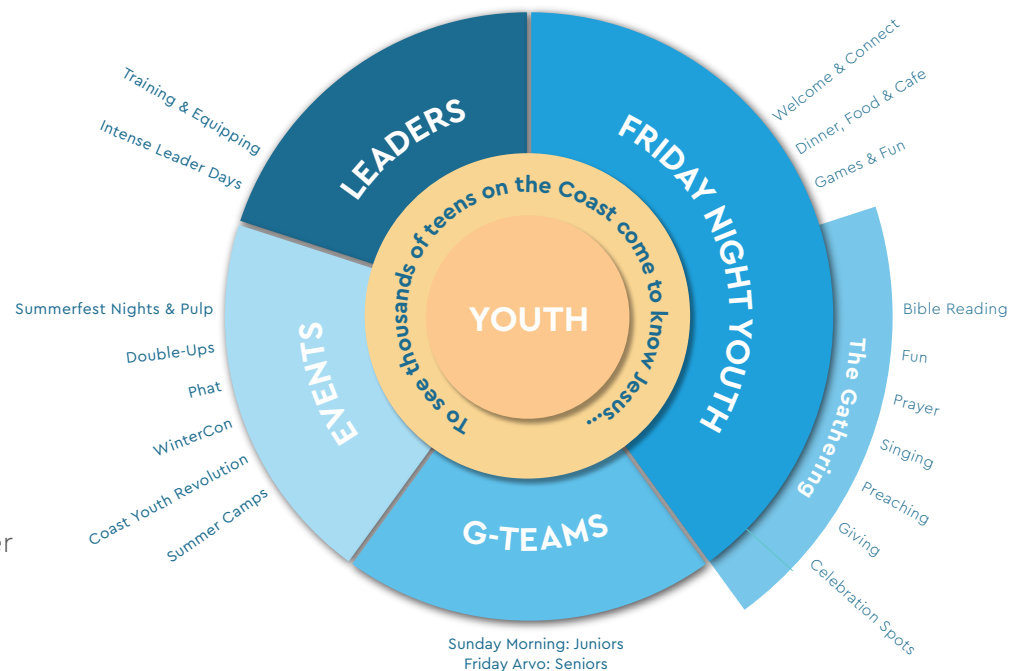 YOUTH
To see thousands of teens on the Coast come to know Jesus...
FRIDAY NIGHT YOUTH
Welcome & Connect
Dinner, Food & Cafe
Games & Fun
The Gathering
Bible Reading
Fun
Prayer
Singing
Preaching
Giving
Celebration Spots
G-TEAMS
Sunday Morning: Juniors
Friday Arvo: Seniors
EVENTS
Summerfest Nights & Pulp
Double-Ups
Phat
WinterCon
Coast Youth Revolution
Summer Camps
LEADERS
Training & Equipping
Intense Leader Days